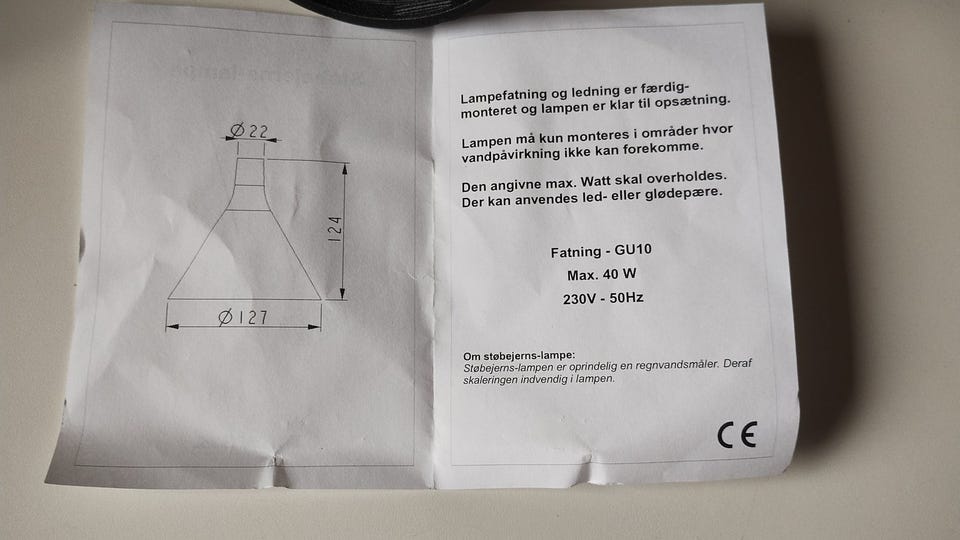 Ø22
124
Ø127
Lampefatning og ledning er færdig-
monteret og lampen er klar til opsætning.
Lampen må kun monteres i områder hvor
vandpåvirkning ikke kan forekomme.
Den angivne max. Watt skal overholdes.
Der kan anvendes led- eller glødepære.
Fatning - GU10
Max. 40 W
230V - 50Hz
Om støbejerns-lampe:
Støbejerns-lampen er oprindelig en regnvandsmåler. Deraf
skaleringen indvendig i lampen.
CE